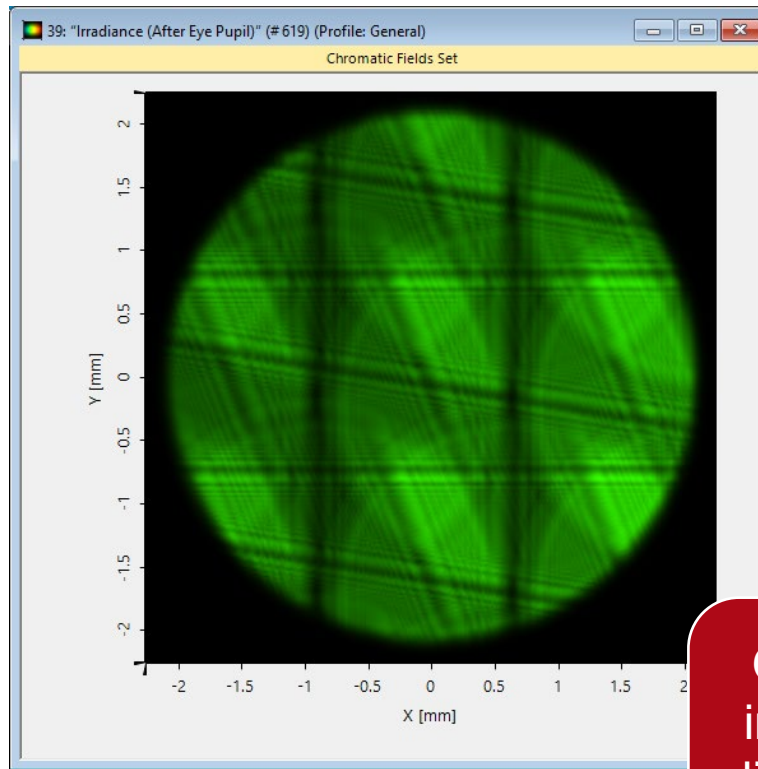 39: "Irradiance (After Eye Pupil)" (# 619) (Profile: General)
Chromatic Fields Set
2
1.5
1
0.5
0
-0.5
-1
-1.5
-2
Y [mm]
-2 -1.5 -1 -0.5 0 0.5 1 1.5
X [mm]